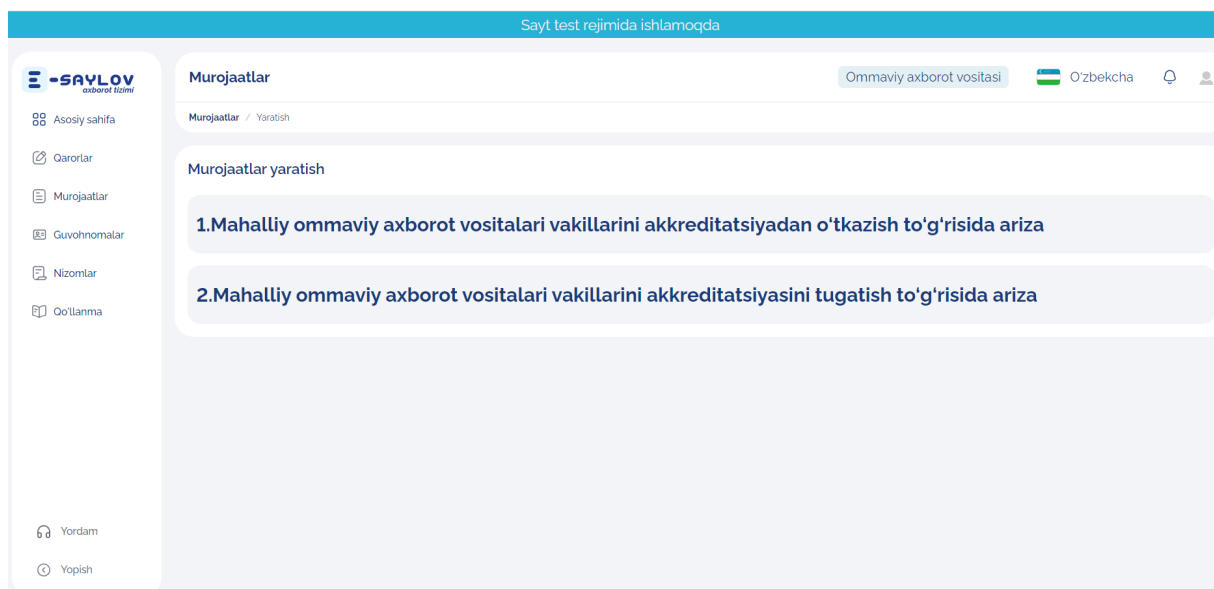 Sayt test rejimida ishlamoqda
E-SAYLOV
axborot tizimi
Asosiy sahifa
Qarorlar
Murojaatlar
Guvohnomalar
Nizomlar
Qo'llanma
Yordam
Yopish
Murojaatlar
Ommaviy axborot vositasi
O'zbekcha
Murojaatlar / Yaratish
Murojaatlar yaratish
1.Mahalliy ommaviy axborot vositalari vakillarini akkreditatsiyadan o‘tkazish to‘g‘risida ariza
2.Mahalliy ommaviy axborot vositalari vakillarini akkreditatsiyasini tugatish to‘g‘risida ariza